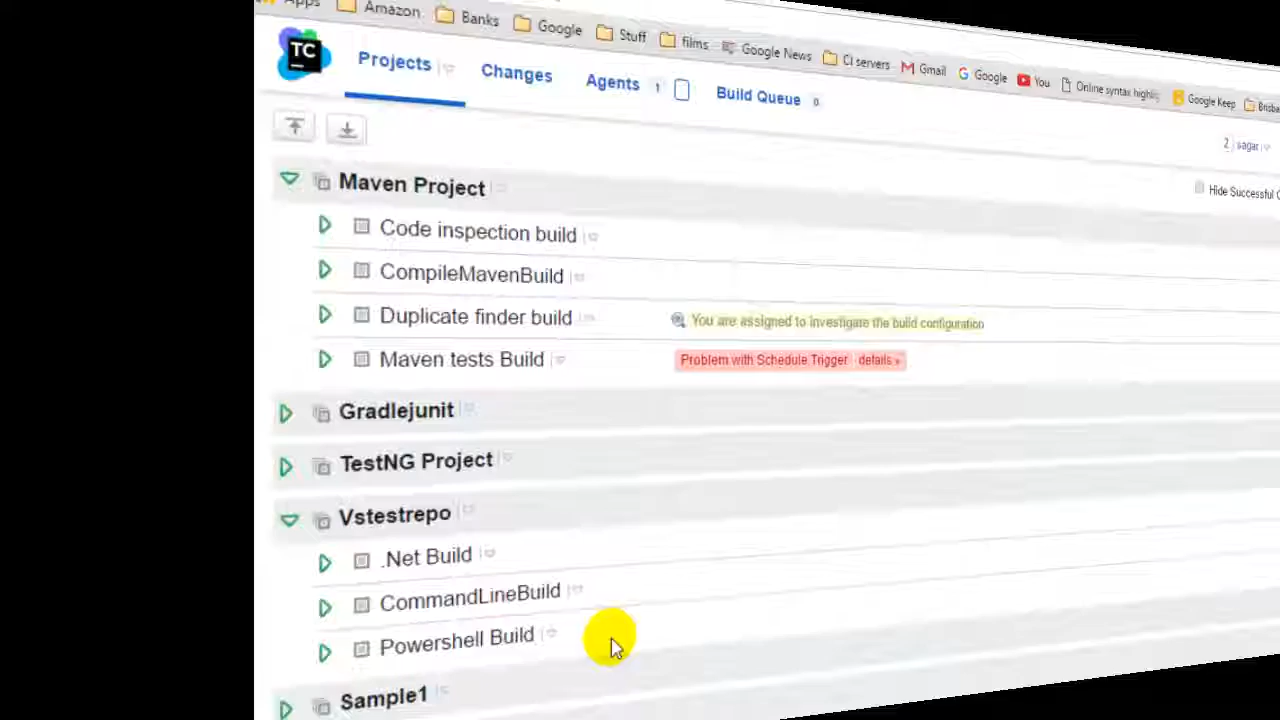 Apps Amazon Banks Google Stuff films Google News CI servers Gmail Google You Online syntax highlig Google Keep Brisba
TC
Projects Changes Agents 1 Build Queue 0
2 sagar
Hide Successful C
Maven Project
Code inspection build
CompileMavenBuild
Duplicate finder build You are assigned to investigate the build configuration
Maven tests Build Problem with Schedule Trigger details »
Gradlejunit
TestNG Project
Vstestrepo
.Net Build
CommandLineBuild
Powershell Build
Sample1